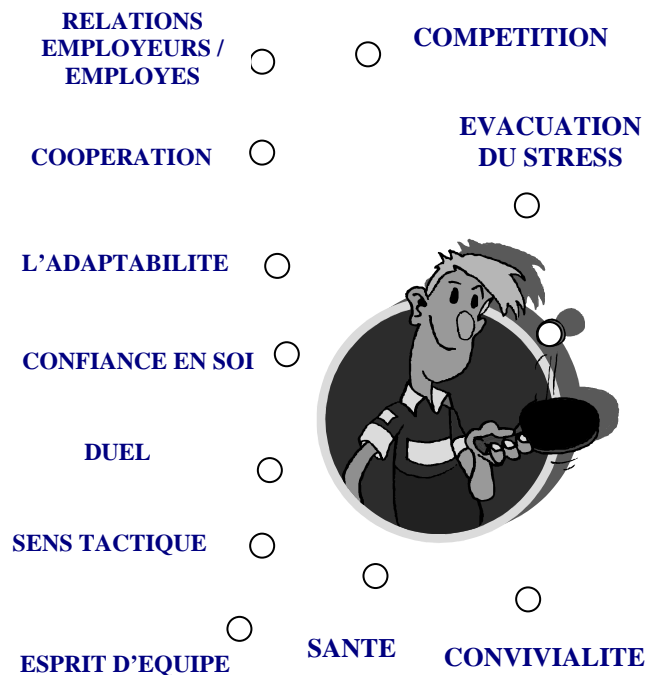 RELATIONS
EMPLOYEURS /
EMPLOYES
COMPETITION
EVACUATION
DU STRESS
COOPERATION
L'ADAPTABILITE
CONFIANCE EN SOI
DUEL
SENS TACTIQUE
ESPRIT D'EQUIPE
SANTE
CONVIVIALITE